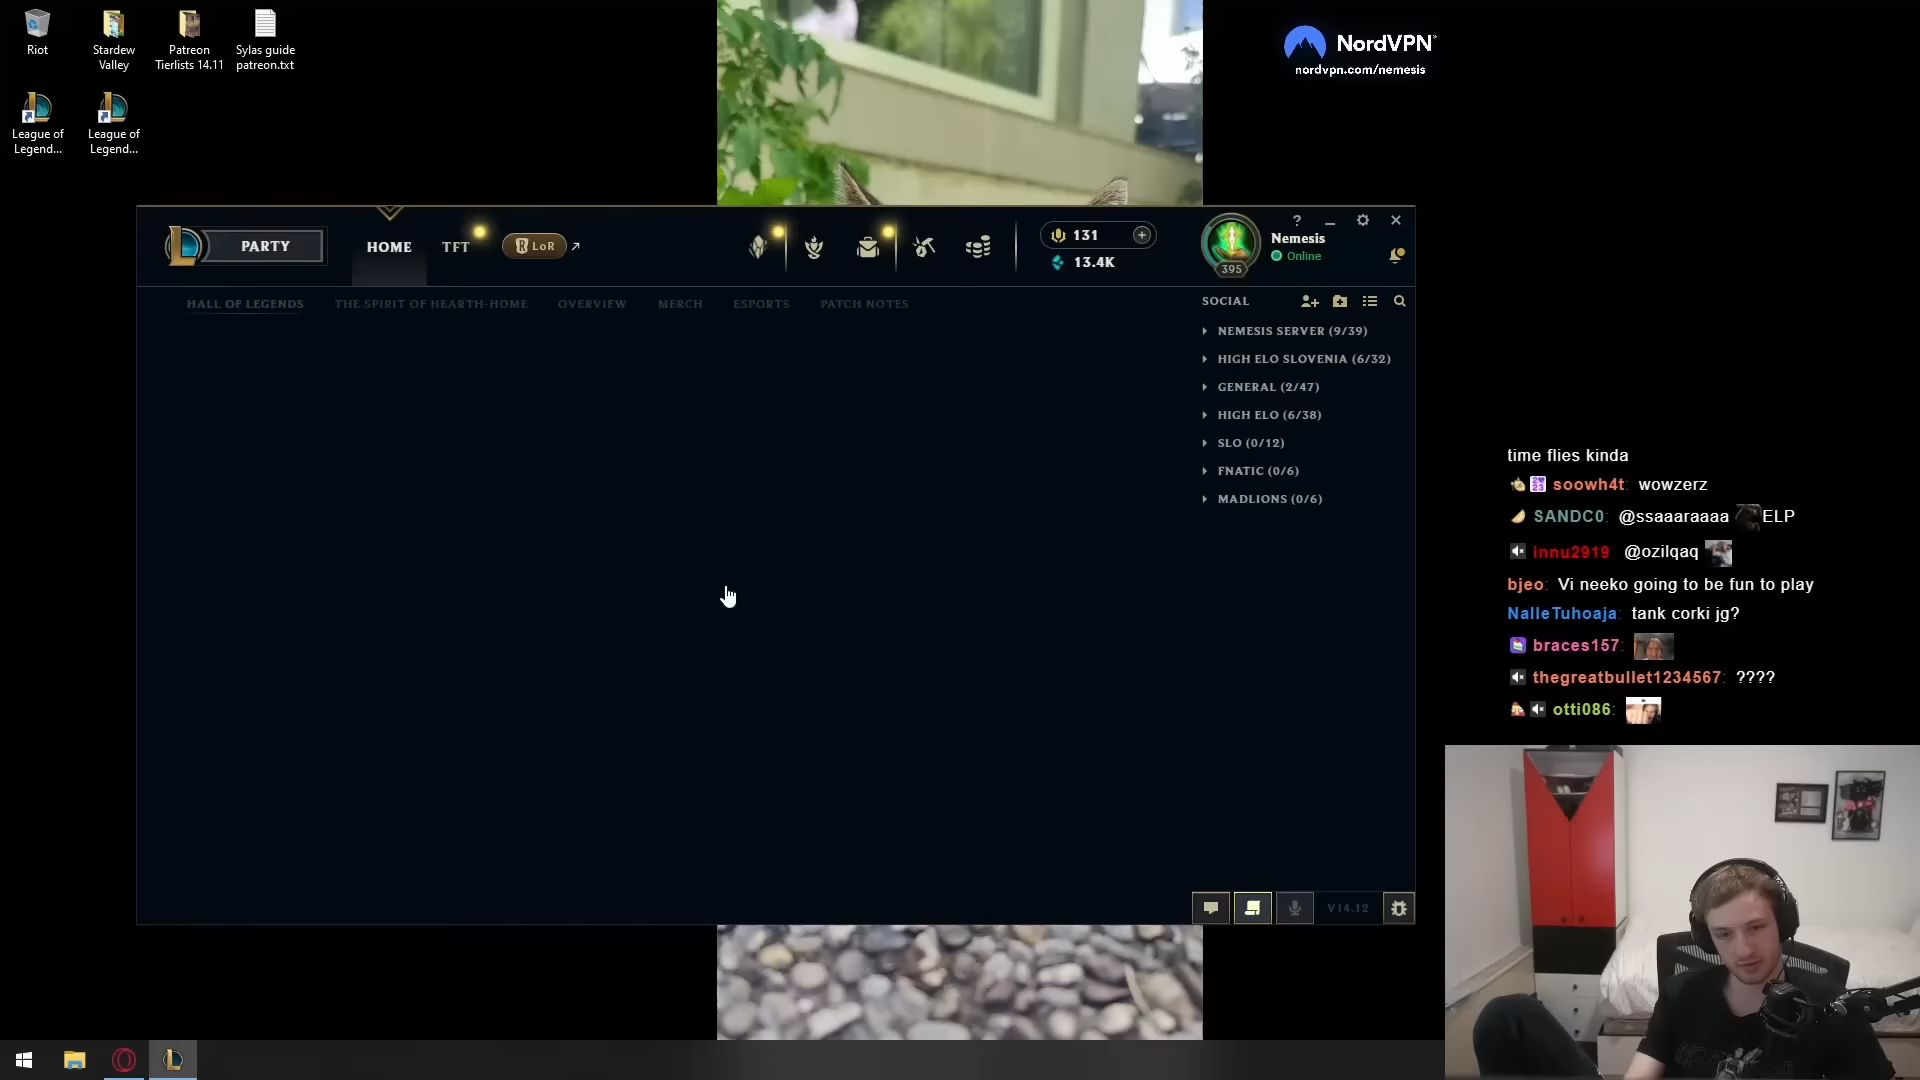 Riot
Stardew
Valley
Patreon
Tierlists 14.11
Sylas guide
patreon.txt
League of
Legend...
League of
Legend...
NordVPN
nordvpn.com/nemesis
PARTY
HOME
TFT
LoR
131
13.4K
395
?
Nemesis
Online
HALL OF LEGENDS
THE SPIRIT OF HEARTH-HOME
OVERVIEW
MERCH
ESPORTS
PATCH NOTES
SOCIAL
NEMESIS SERVER (9/39)
HIGH ELO SLOVENIA (6/32)
GENERAL (2/47)
HIGH ELO (6/38)
SLO (0/12)
FNATIC (0/6)
MADLIONS (0/6)
V14.12
time flies kinda
soowh4t: wowzerz
SANDC0: @ssaaaraaaa ELP
innu2919: @ozilqaq
bjeo: Vi neeko going to be fun to play
NalleTuhoaja: tank corki jg?
braces157:
thegreatbullet1234567: ????
otti086: